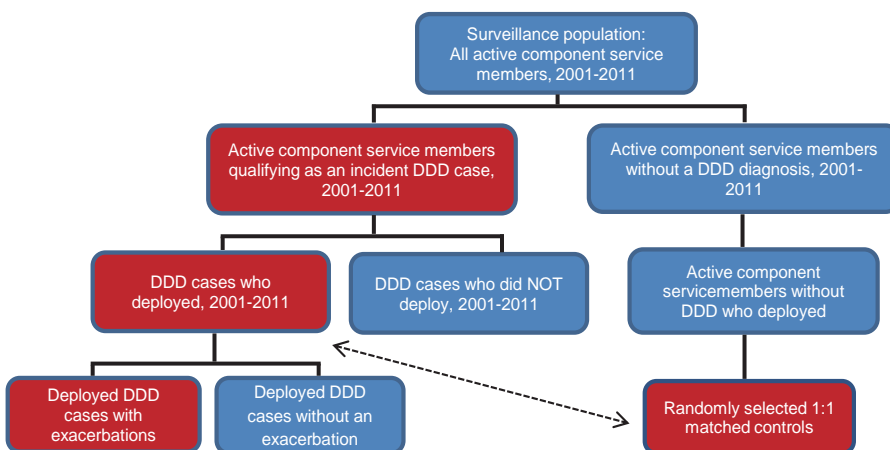 Surveillance population:
All active component service
members, 2001-2011
Active component service members
qualifying as an incident DDD case,
2001-2011
Active component service members
without a DDD diagnosis, 2001-
2011
DDD cases who
deployed, 2001-2011
DDD cases who did NOT
deploy, 2001-2011
Active component
servicemembers without
DDD who deployed
Deployed DDD
cases with
exacerbations
Deployed DDD
cases without an
exacerbation
Randomly selected 1:1
matched controls